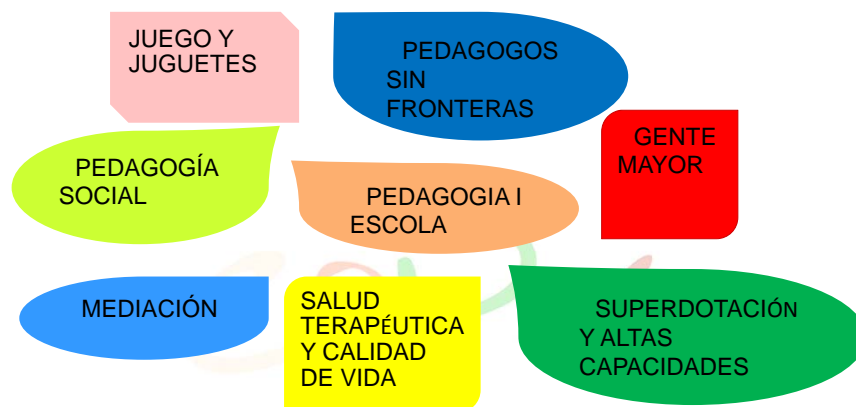 JUEGO Y
JUGUETES
PEDAGOGOS
SIN
FRONTERAS
GENTE
MAYOR
PEDAGOGÍA
SOCIAL
PEDAGOGIA I
ESCOLA
MEDIACIÓN
SALUD
TERAPÉUTICA
Y CALIDAD
DE VIDA
SUPERDOTACIÓN
Y ALTAS
CAPACIDADES